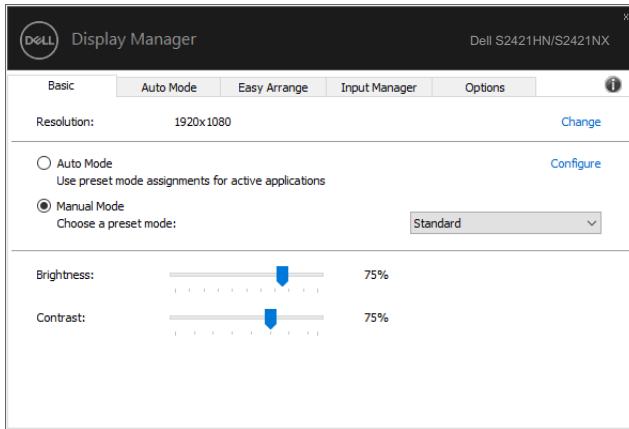 DELL Display Manager Dell S2421HN/S2421NX
Basic Auto Mode Easy Arrange Input Manager Options
Resolution: 1920x1080 Change
Auto Mode Configure
Use preset mode assignments for active applications
Manual Mode
Choose a preset mode: Standard
Brightness: 75%
Contrast: 75%